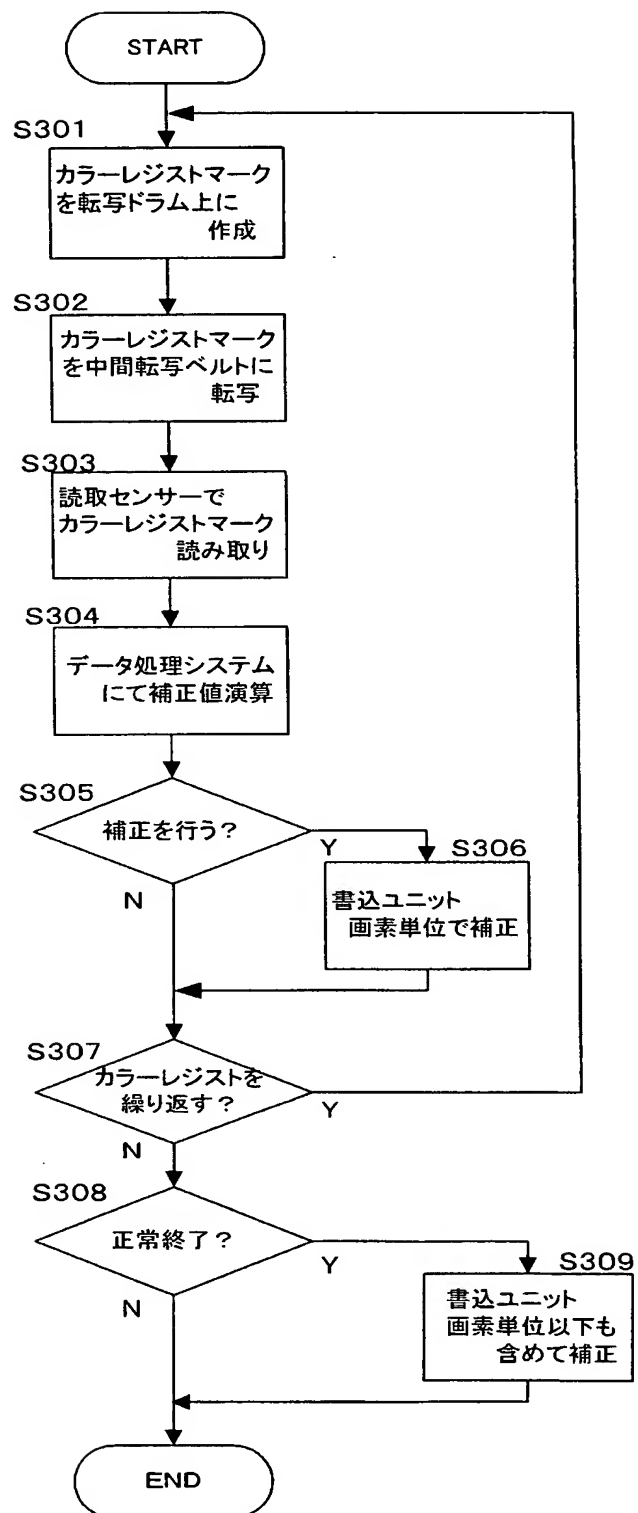 START
S301
カラーレジストマーク
を転写ドラム上に
作成
S302
カラーレジストマーク
を中間転写ベルトに
転写
S303
読取センサーで
カラーレジストマーク
読み取り
S304
データ処理システム
にて補正値演算
S305
補正を行う?
Y
N
S306
書込ユニット
画素単位で補正
S307
カラーレジストを
繰り返す?
Y
N
S308
正常終了?
Y
N
S309
書込ユニット
画素単位以下も
含めて補正
END